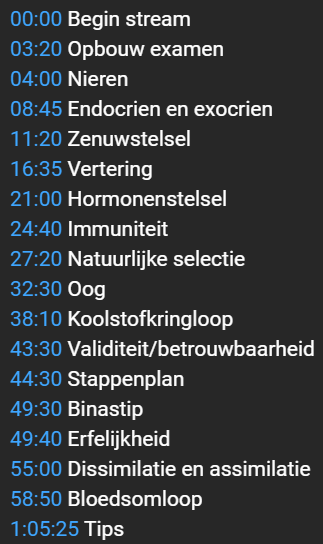 00:00 Begin stream
03:20 Opbouw examen
04:00 Nieren
08:45 Endocrien en exocrien
11:20 Zenuwstelsel
16:35 Vertering
21:00 Hormonenstelsel
24:40 Immuniteit
27:20 Natuurlijke selectie
32:30 Oog
38:10 Koolstofkringloop
43:30 Validiteit/betrouwbaarheid
44:30 Stappenplan
49:30 Binastip
49:40 Erfelijkheid
55:00 Dissimilatie en assimilatie
58:50 Bloedsomloop
1:05:25 Tips